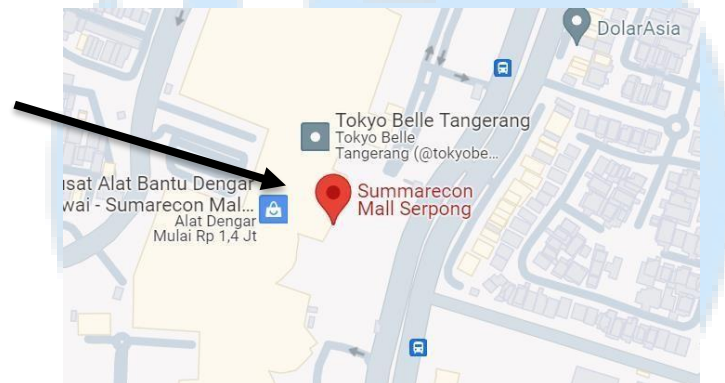 DolarAsia
Tokyo Belle Tangerang
Tokyo Belle
Tangerang (@tokyobe...
Summarecon
Mall Serpong
usat Alat Bantu Dengar
wai - Sumarecon Mal...
Alat Dengar
Mulai Rp 1,4 Jt